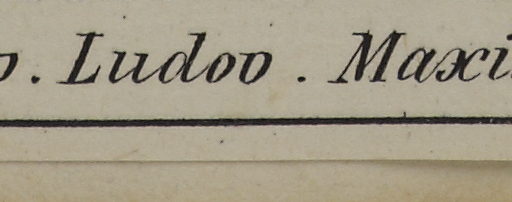 . Ludov . Maxi